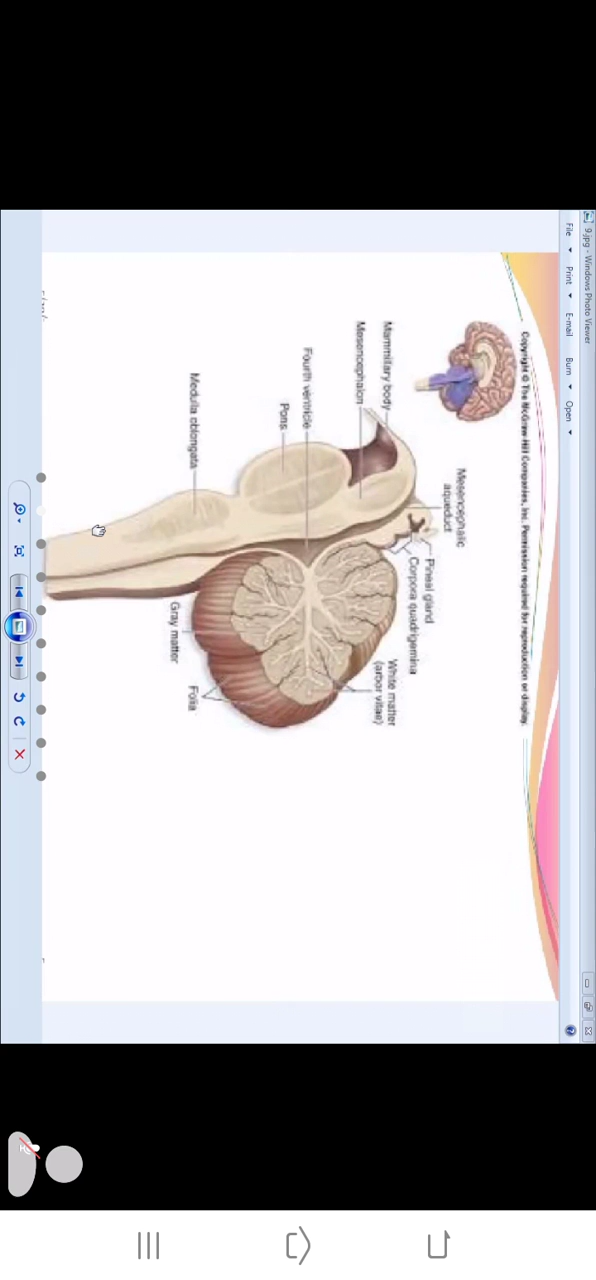 9.jpg - Windows Photo Viewer
File Print E-mail Burn Open
Copyright © The McGraw-Hill Companies, Inc. Permission required for reproduction or display.
Mesencephalic
aqueduct
Pineal gland
Corpora quadrigemina
Mammillary body
Mesencephalon
White matter
(arbor vitae)
Fourth ventricle
Pons
Folia
Medulla oblongata
Gray matter